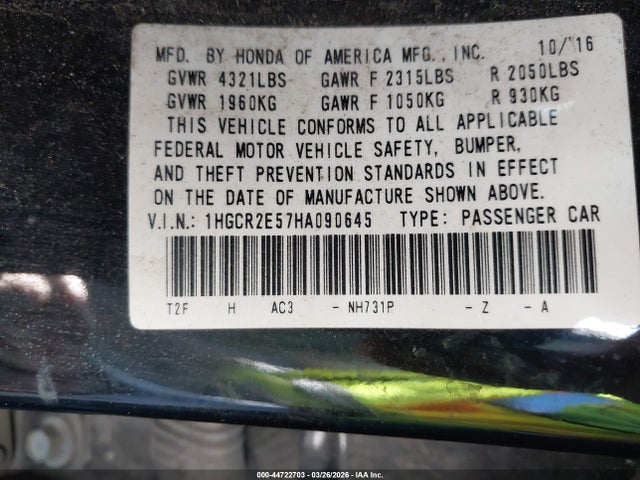 MFD. BY HONDA OF AMERICA MFG., INC. 10/'16
GVWR 4321LBS GAWR F 2315LBS R 2050LBS
GVWR 1960KG GAWR F 1050KG R 930KG
THIS VEHICLE CONFORMS TO ALL APPLICABLE
FEDERAL MOTOR VEHICLE SAFETY, BUMPER,
AND THEFT PREVENTION STANDARDS IN EFFECT
ON THE DATE OF MANUFACTURE SHOWN ABOVE.
V.I.N.: 1HGCR2E57HA090645 TYPE: PASSENGER CAR
T2F H AC3 - NH731P - Z - A
000-44722703 | 03/26/2026 | IAA Inc.